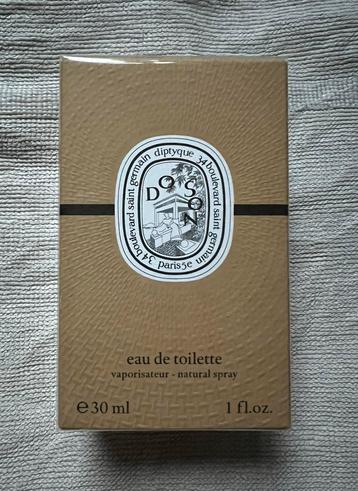 34 boulevard saint germain diptyque 34 boulevard saint germain paris 5e
DO SON
eau de toilette
vaporisateur - natural spray
e 30 ml 1 fl.oz.